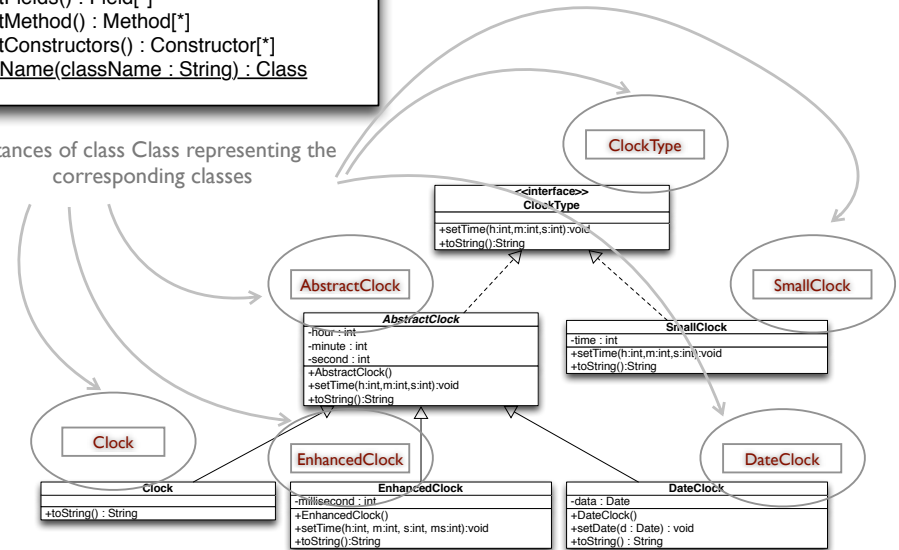 tMethod() : Method[*]
tConstructors() : Constructor[*]
Name(className : String) : Class
tances of class Class representing the
corresponding classes
ClockType
<<interface>>
ClockType
+setTime(h:int,m:int,s:int):void
+toString():String
AbstractClock
SmallClock
AbstractClock
-hour : int
-minute : int
-second : int
+AbstractClock()
+setTime(h:int,m:int,s:int):void
+toString():String
SmallClock
-time : int
+setTime(h:int,m:int,s:int):void
+toString():String
Clock
EnhancedClock
DateClock
Clock
+toString() : String
EnhancedClock
-millisecond : int
+EnhancedClock()
+setTime(h:int, m:int, s:int, ms:int):void
+toString():String
DateClock
-data : Date
+DateClock()
+setDate(d : Date) : void
+toString() : String